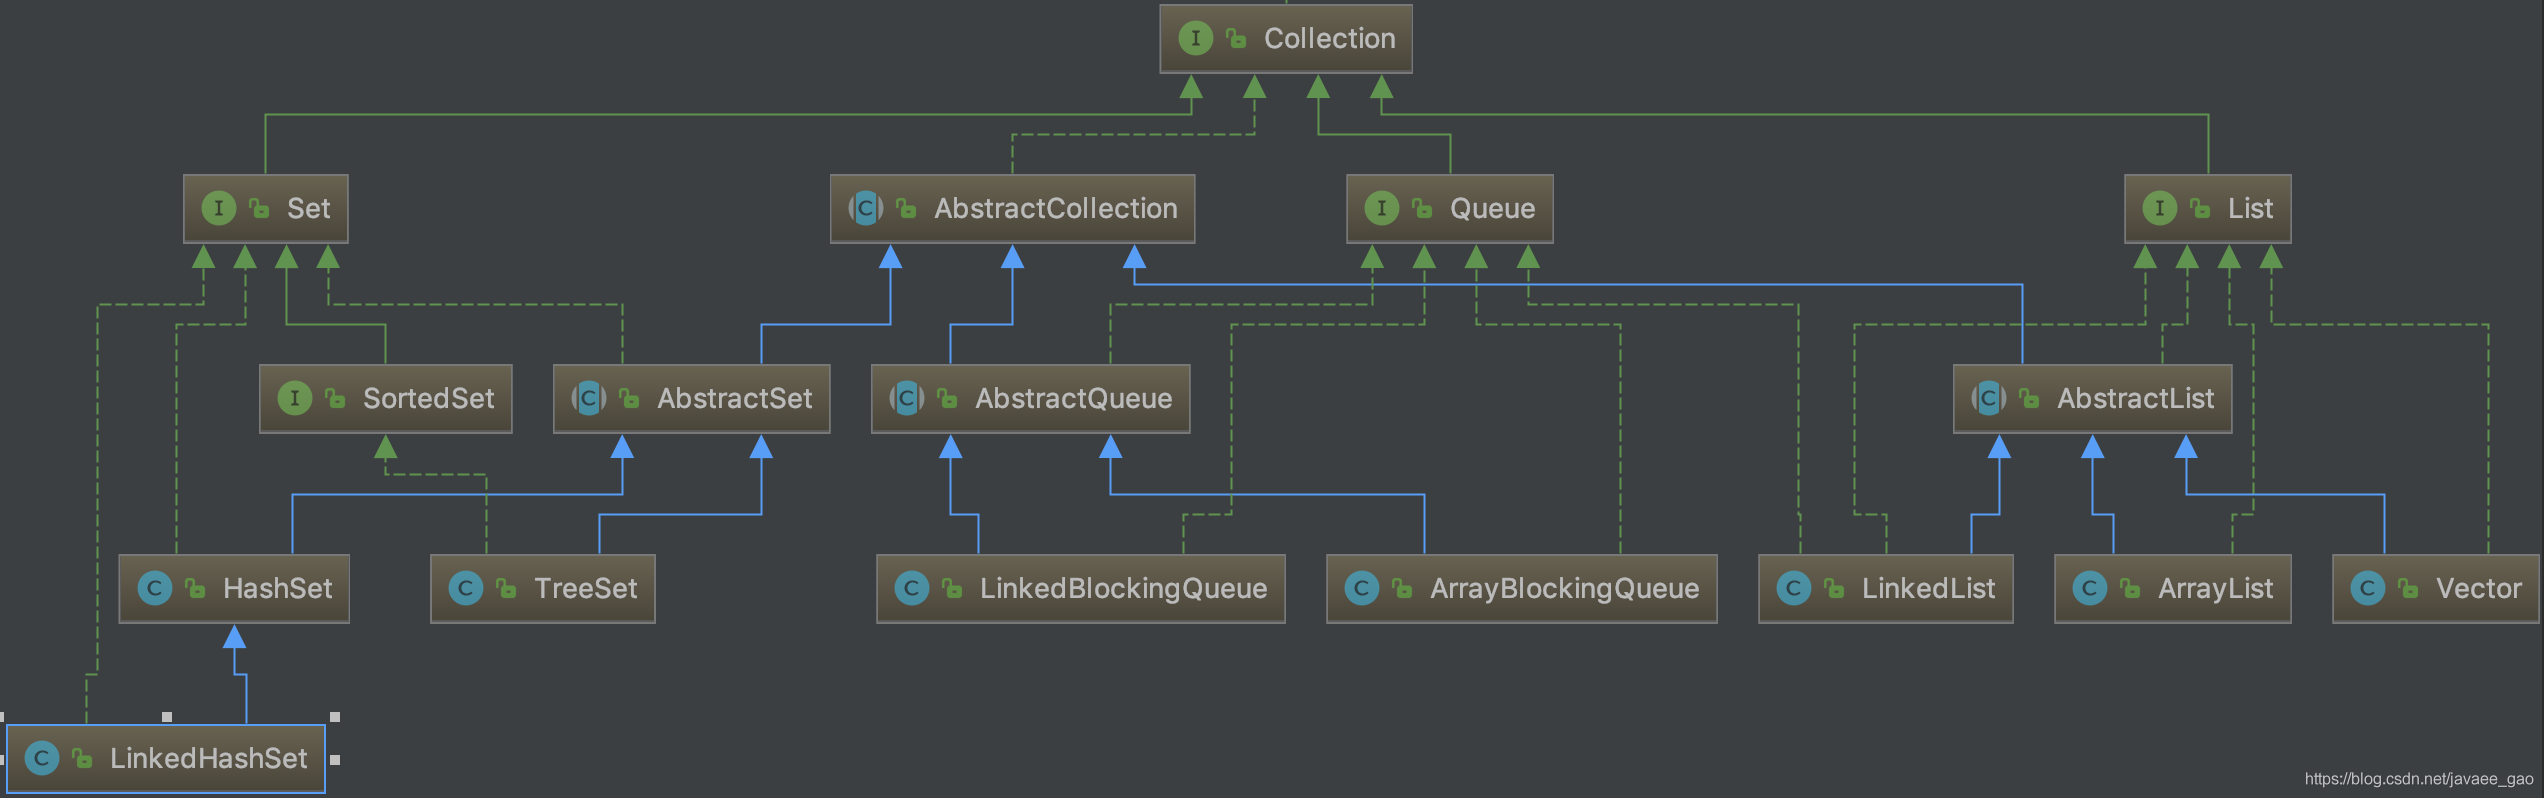 I Collection
I Set
C AbstractCollection
I Queue
I List
I SortedSet
C AbstractSet
C AbstractQueue
C AbstractList
C HashSet
C TreeSet
C LinkedBlockingQueue
C ArrayBlockingQueue
C LinkedList
C ArrayList
C Vector
C LinkedHashSet
https://blog.csdn.net/javaee_gao